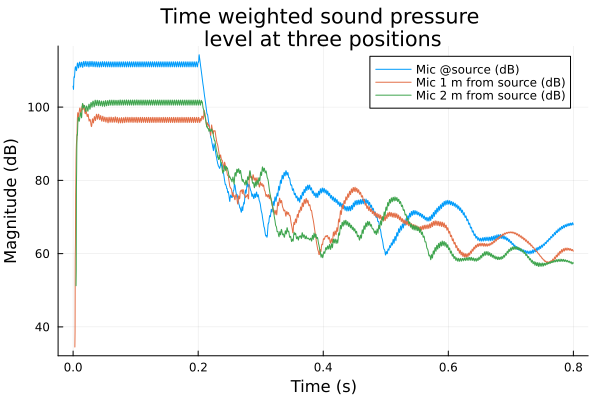 Time weighted sound pressure
level at three positions
Mic @source (dB)
Mic 1 m from source (dB)
Mic 2 m from source (dB)
Magnitude (dB)
100
80
60
40
0.0
0.2
0.4
0.6
0.8
Time (s)